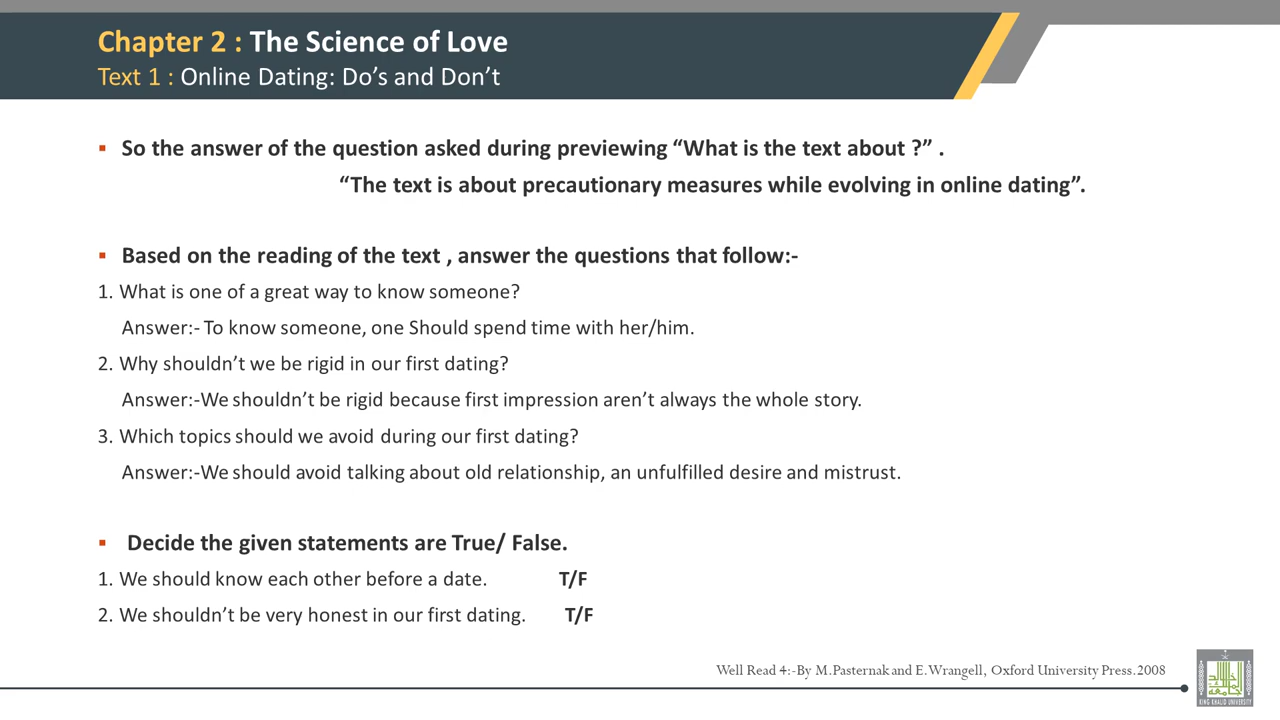 Chapter 2 : The Science of Love
Text 1 : Online Dating: Do’s and Don’t
▪ So the answer of the question asked during previewing “What is the text about ?” .
“The text is about precautionary measures while evolving in online dating”.
▪ Based on the reading of the text , answer the questions that follow:-
1. What is one of a great way to know someone?
Answer:- To know someone, one Should spend time with her/him.
2. Why shouldn’t we be rigid in our first dating?
Answer:-We shouldn’t be rigid because first impression aren’t always the whole story.
3. Which topics should we avoid during our first dating?
Answer:-We should avoid talking about old relationship, an unfulfilled desire and mistrust.
▪ Decide the given statements are True/ False.
1. We should know each other before a date. T/F
2. We shouldn’t be very honest in our first dating. T/F
Well Read 4:-By M.Pasternak and E.Wrangell, Oxford University Press.2008
KING KHALID UNIVERSITY